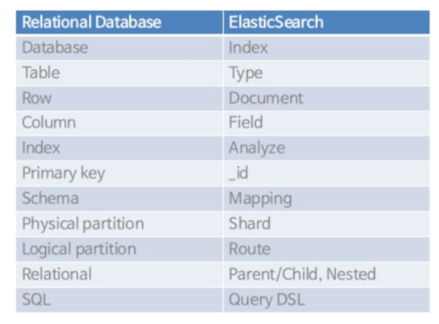 Relational Database ElasticSearch
Database Index
Table Type
Row Document
Column Field
Index Analyze
Primary key _id
Schema Mapping
Physical partition Shard
Logical partition Route
Relational Parent/Child, Nested
SQL Query DSL